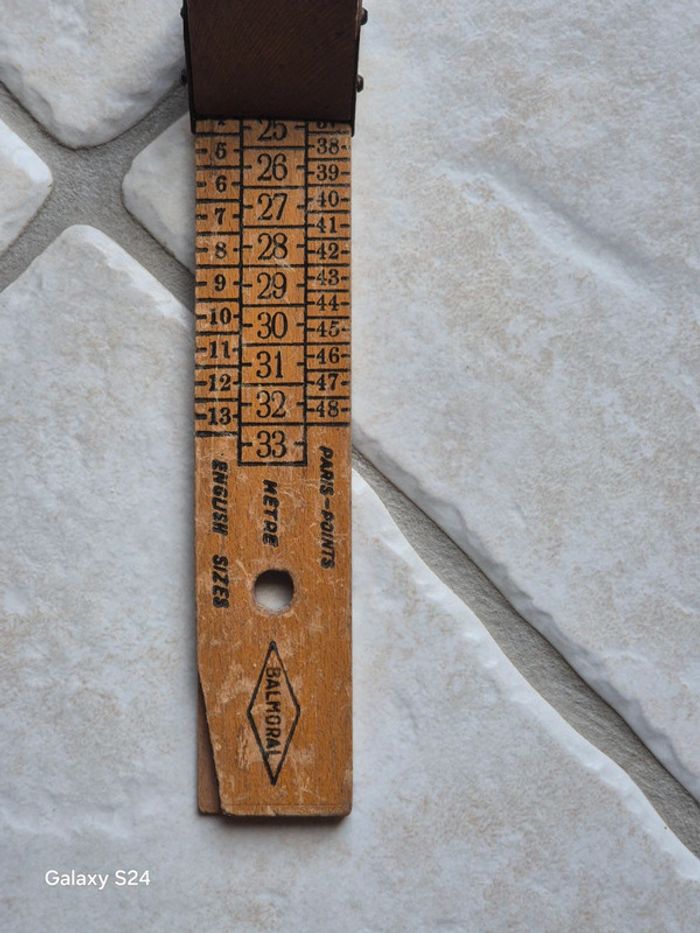 25
5 26 38
6 39
7 27 40
41
8 28 42
9 29 43
44
10 30 45
11 31 46
12 47
13 32 48
33
ENGLISH SIZES
METRE
PARIS-POINTS
BALMORAL
Galaxy S24